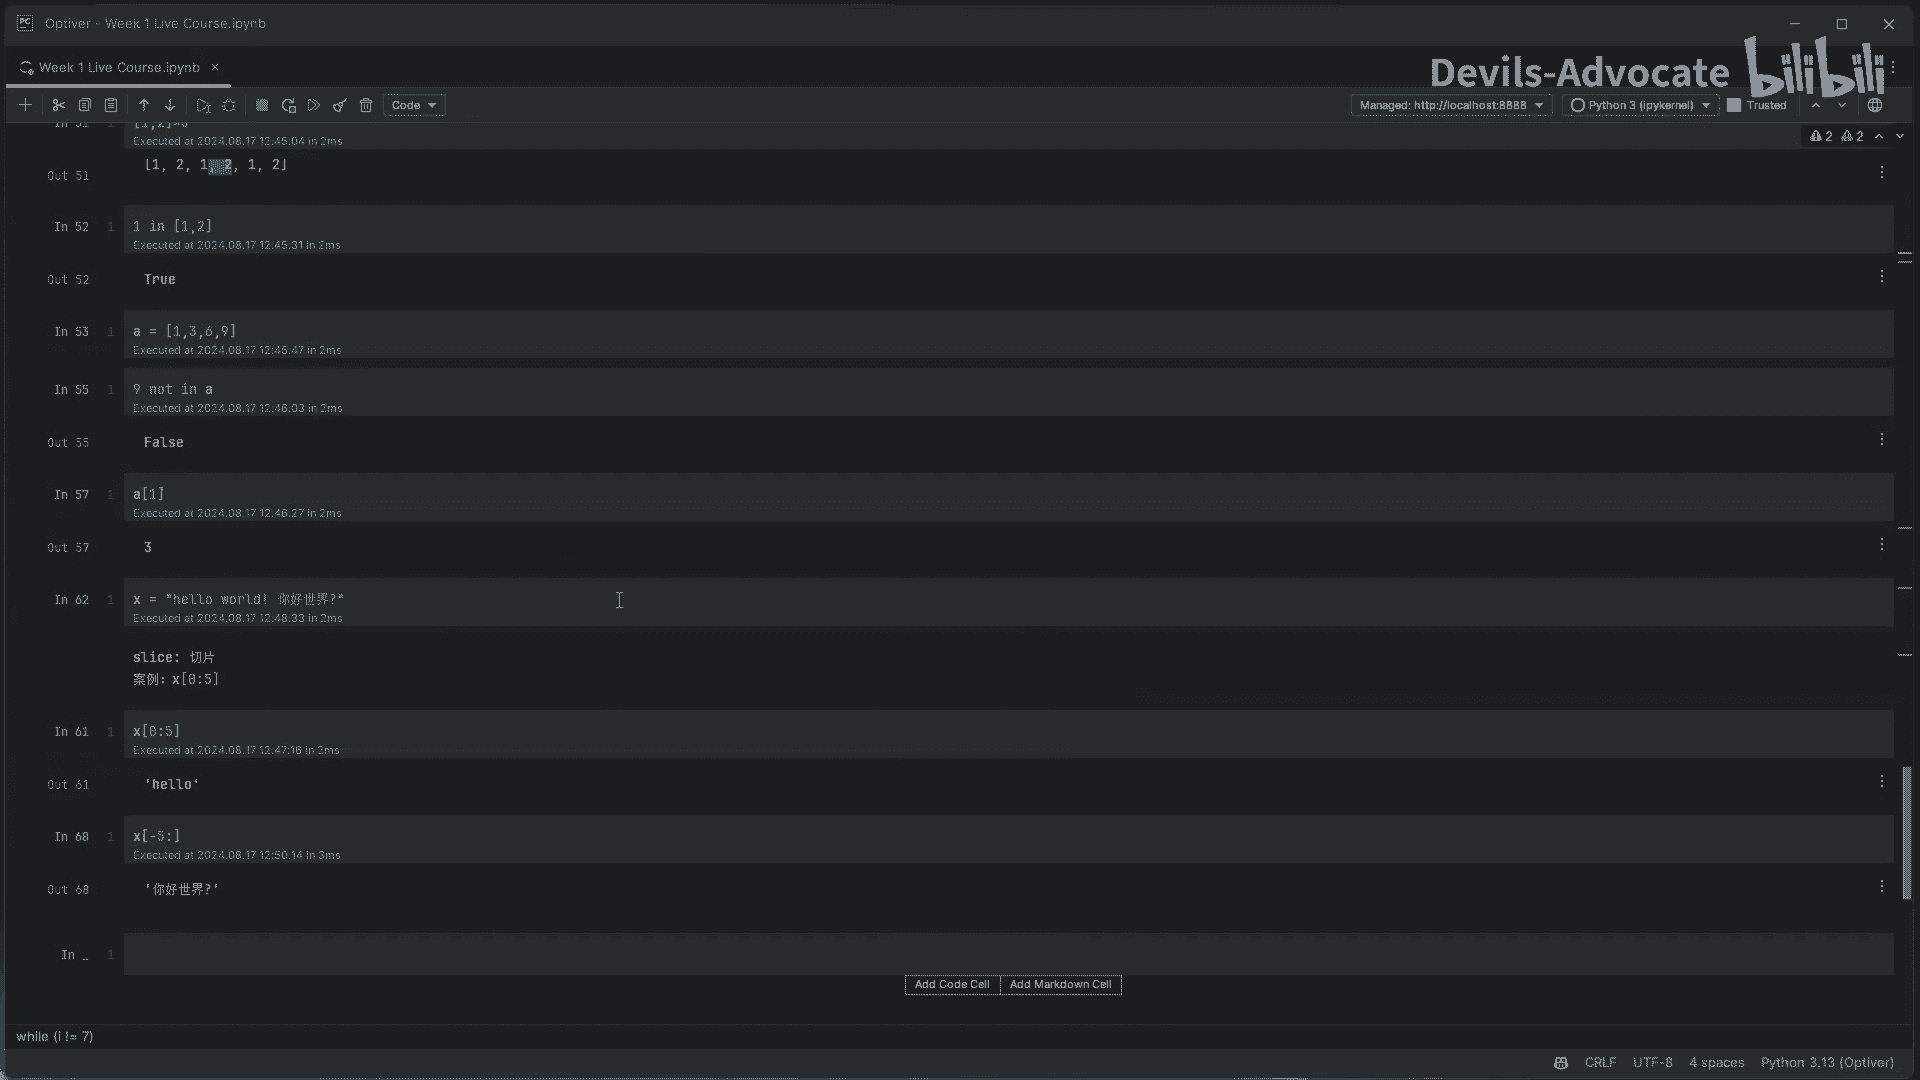 Optiver - Week 1 Live Course.ipynb
Week 1 Live Course.ipynb
Devils-Advocate bilibili
Code
Managed: http://localhost:8888
Python 3 (ipykernel)
Trusted
2 2
Executed at 2024.08.17 12:45:04 in 2ms
Out 51
[1, 2, 1, 2, 1, 2]
In 52 1 1 in [1,2]
Executed at 2024.08.17 12:45:31 in 2ms
Out 52 True
In 53 1 a = [1,3,6,9]
Executed at 2024.08.17 12:45:47 in 2ms
In 55 1 9 not in a
Executed at 2024.08.17 12:46:03 in 2ms
Out 55 False
In 57 1 a[1]
Executed at 2024.08.17 12:46:27 in 2ms
Out 57 3
In 62 1 x = "hello world! 你好世界?"
Executed at 2024.08.17 12:48:33 in 2ms
slice: 切片
案例: x[0:5]
In 61 1 x[0:5]
Executed at 2024.08.17 12:47:16 in 2ms
Out 61 'hello'
In 68 1 x[-5:]
Executed at 2024.08.17 12:50:14 in 3ms
Out 68 '你好世界?'
In _ 1
Add Code Cell Add Markdown Cell
while (i != 7)
CRLF UTF-8 4 spaces Python 3.13 (Optiver)